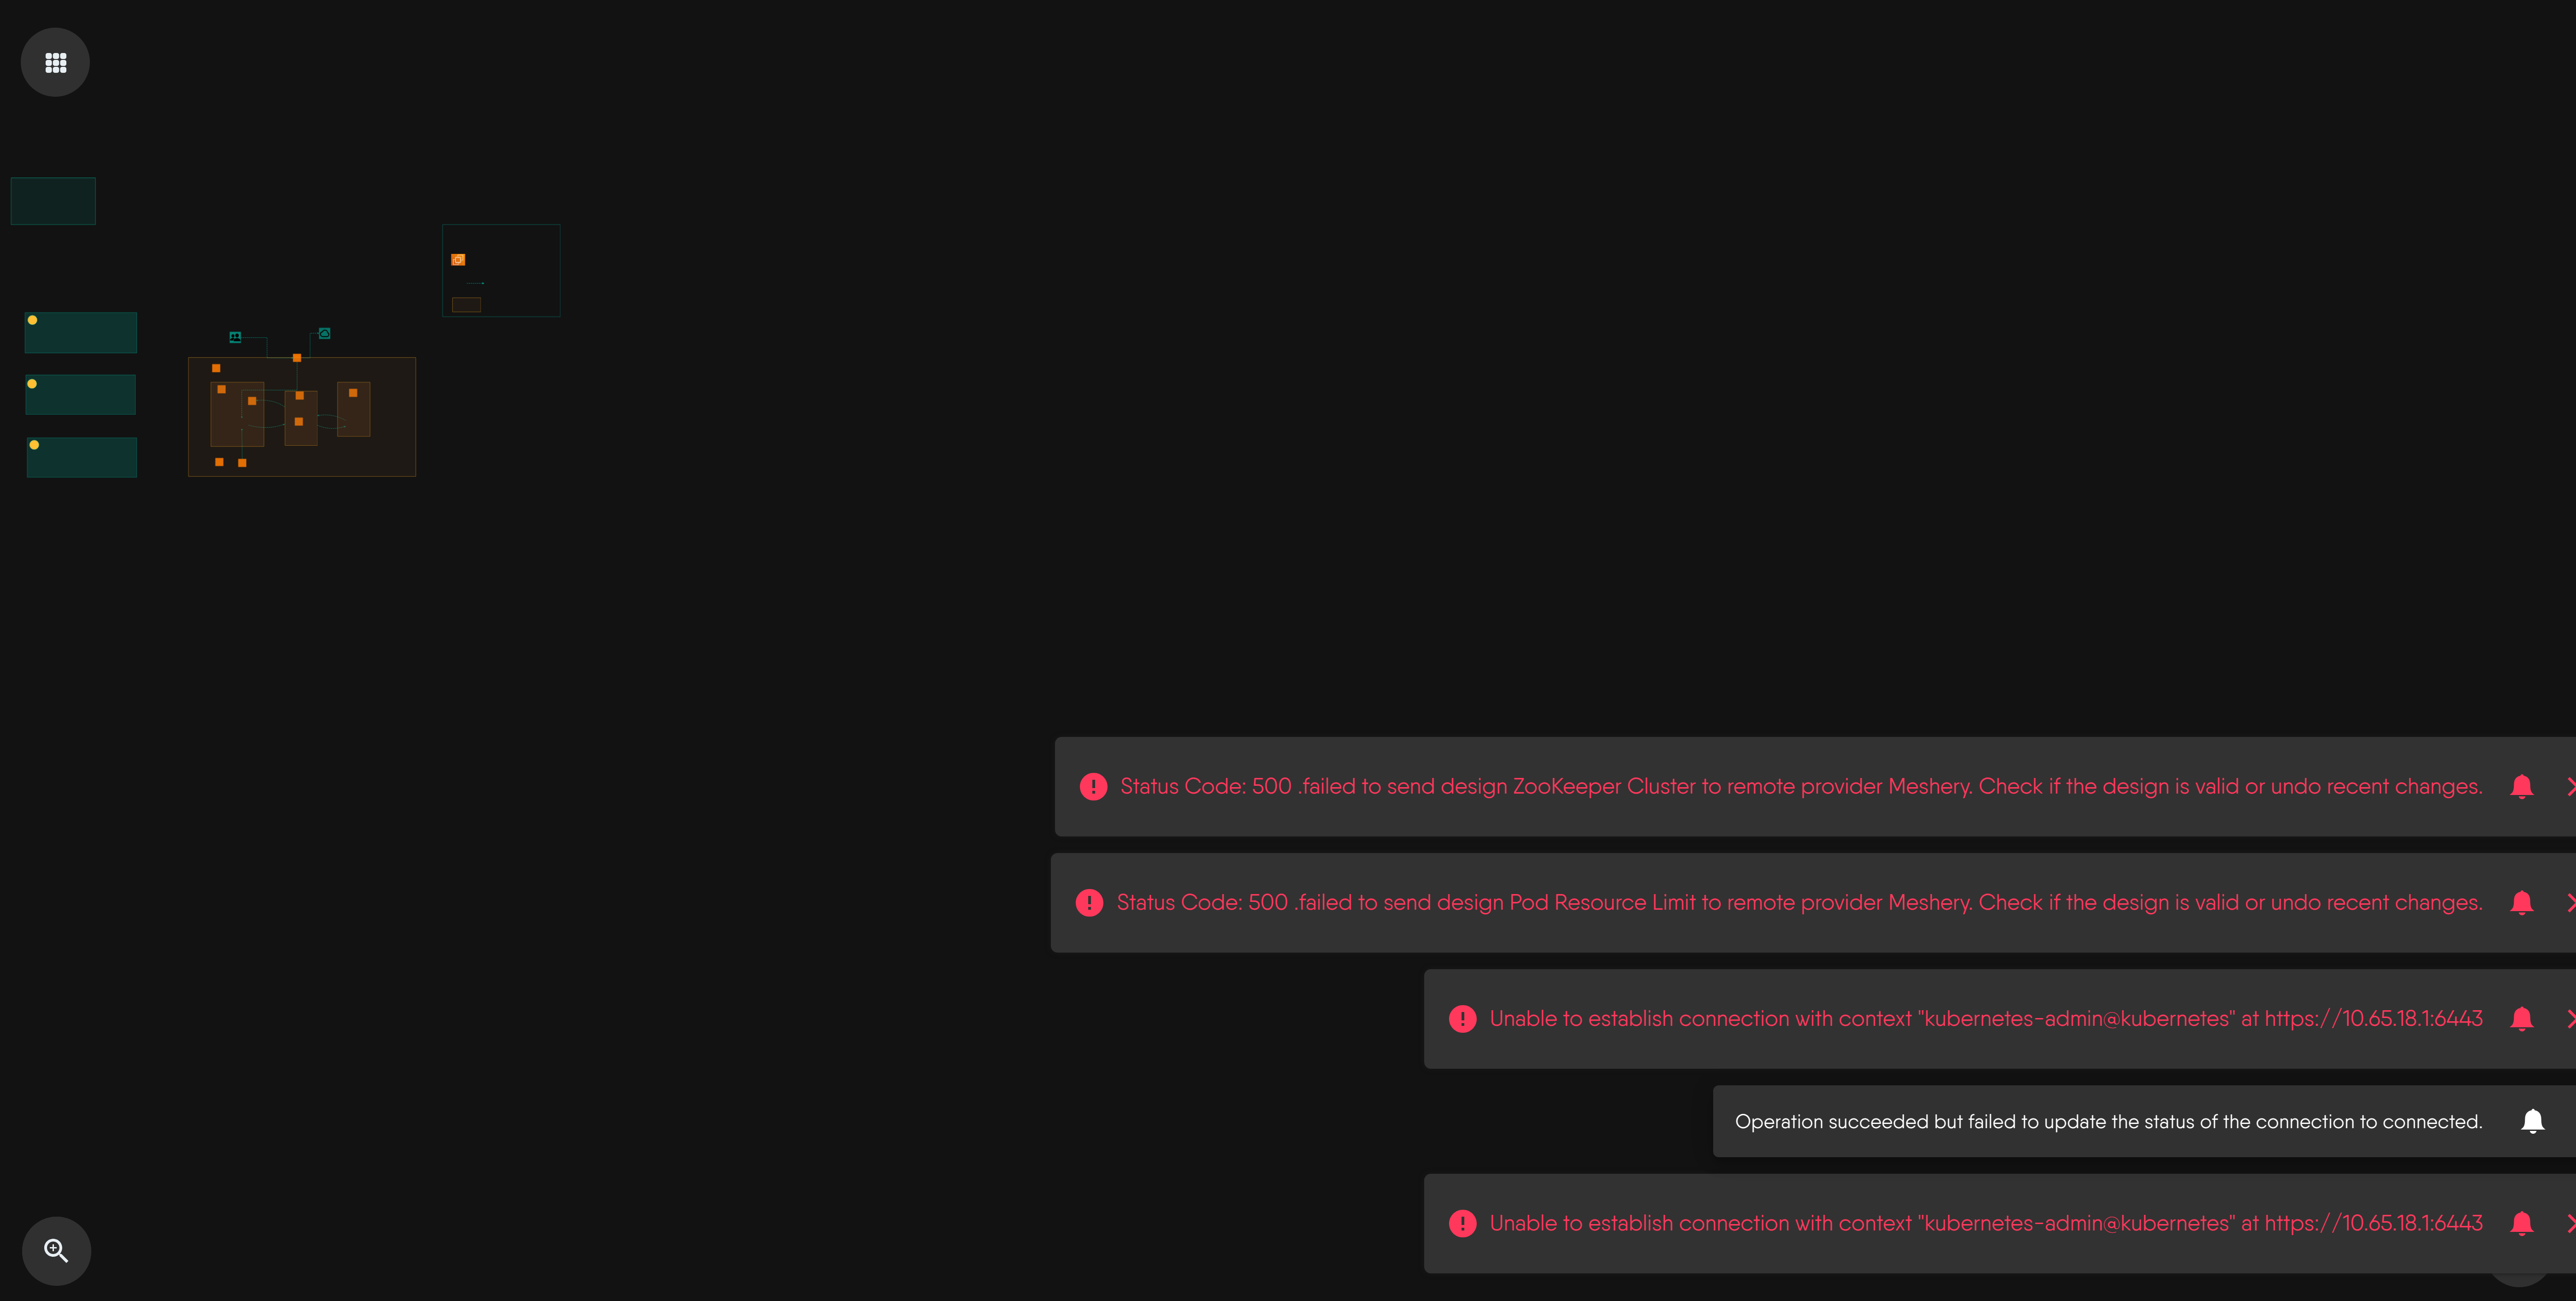 Status Code: 500 .failed to send design ZooKeeper Cluster to remote provider Meshery. Check if the design is valid or undo recent changes.
Status Code: 500 .failed to send design Pod Resource Limit to remote provider Meshery. Check if the design is valid or undo recent changes.
Unable to establish connection with context "kubernetes-admin@kubernetes" at https://10.65.18.1:6443
Operation succeeded but failed to update the status of the connection to connected.
Unable to establish connection with context "kubernetes-admin@kubernetes" at https://10.65.18.1:6443